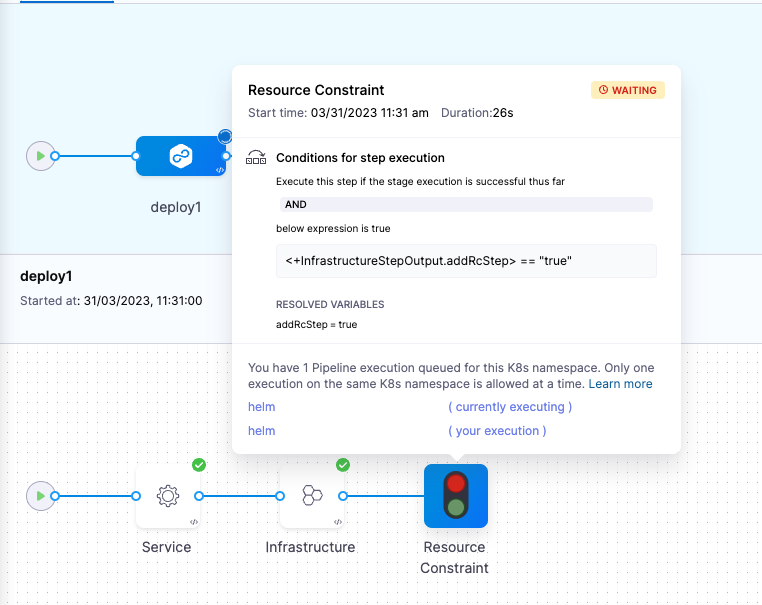 Resource Constraint
WAITING
Start time: 03/31/2023 11:31 am Duration:26s
Conditions for step execution
Execute this step if the stage execution is successful thus far
AND
below expression is true
<+InfrastructureStepOutput.addRcStep> == "true"
RESOLVED VARIABLES
addRcStep = true
You have 1 Pipeline execution queued for this K8s namespace. Only one
execution on the same K8s namespace is allowed at a time. Learn more
helm ( currently executing )
helm ( your execution )
deploy1
deploy1
Started at: 31/03/2023, 11:31:00
Service
Infrastructure
Resource
Constraint